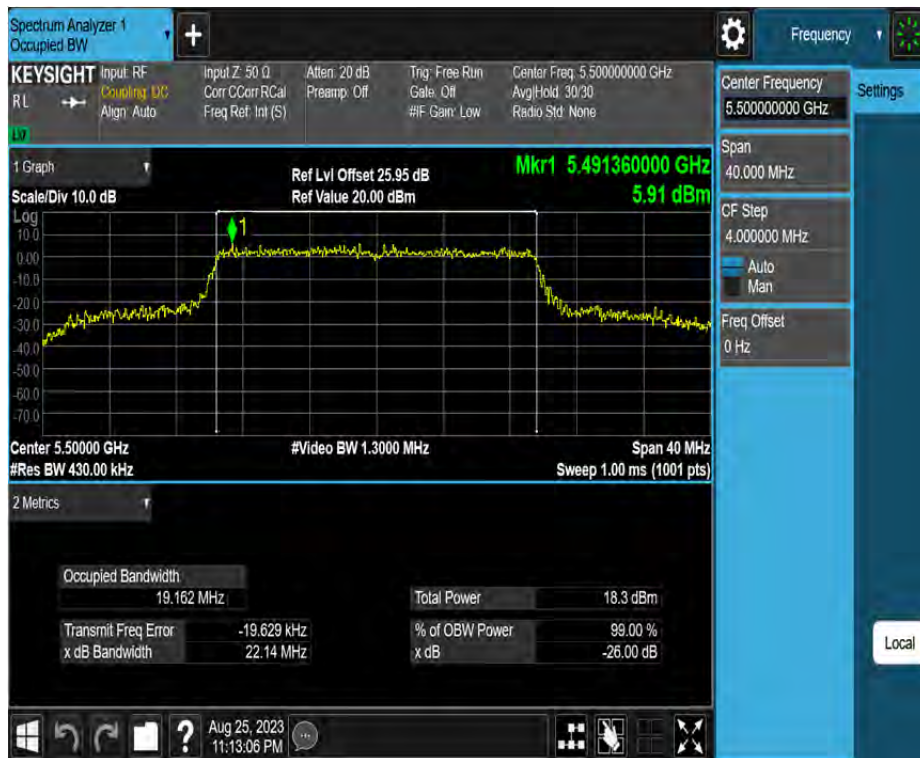 Spectrum Analyzer 1
Occupied BW
+
Frequency
KEYSIGHT
RL
Input: RF
Coupling: DC
Align: Auto
Input Z: 50 Ω
Corr CCorr RCal
Freq Ref: Int (S)
Atten: 20 dB
Preamp: Off
Trig: Free Run
Gate: Off
#IF Gain: Low
Center Freq: 5.500000000 GHz
Avg|Hold: 30/30
Radio Std: None
Center Frequency
5.500000000 GHz
Settings
Span
40.000 MHz
CF Step
4.000000 MHz
Auto
Man
Freq Offset
0 Hz
Local
1 Graph
Scale/Div 10.0 dB
Ref Lvl Offset 25.95 dB
Ref Value 20.00 dBm
Mkr1 5.491360000 GHz
5.91 dBm
Log
10.0
0.00
-10.0
-20.0
-30.0
-40.0
-50.0
-60.0
-70.0
1
Center 5.50000 GHz
#Res BW 430.00 kHz
#Video BW 1.3000 MHz
Span 40 MHz
Sweep 1.00 ms (1001 pts)
2 Metrics
Occupied Bandwidth
19.162 MHz
Transmit Freq Error -19.629 kHz
x dB Bandwidth 22.14 MHz
Total Power 18.3 dBm
% of OBW Power 99.00 %
x dB -26.00 dB
?
Aug 25, 2023
11:13:06 PM